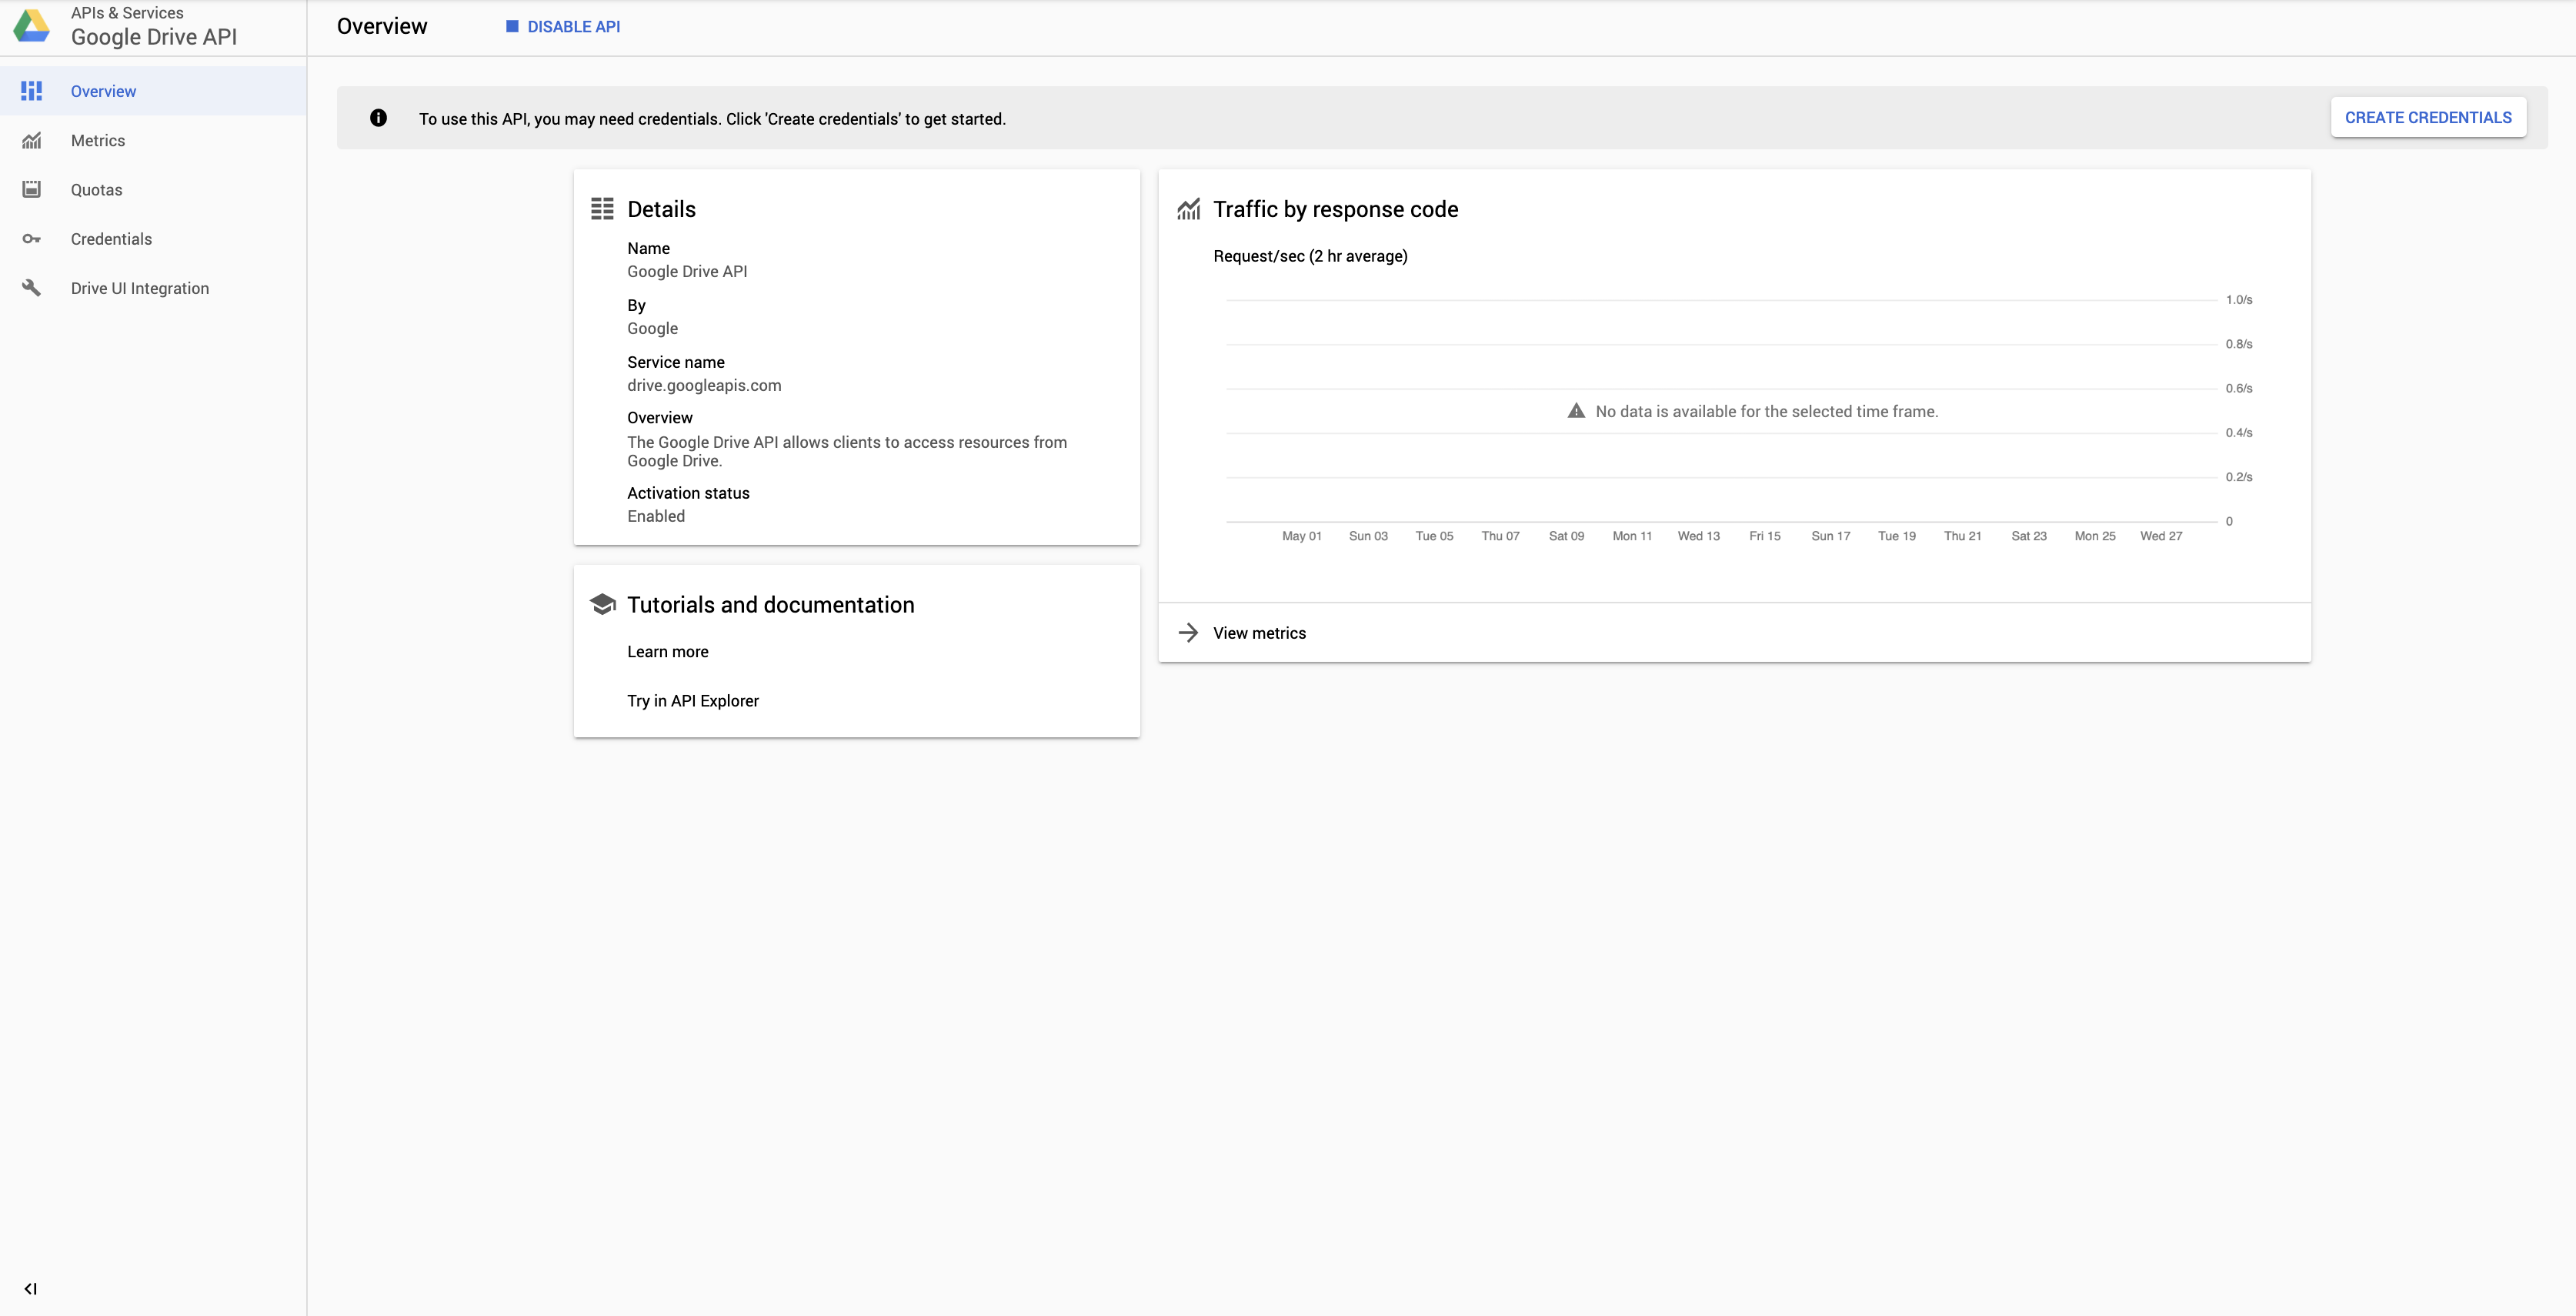 APIs & Services
Google Drive API
Overview
Metrics
Quotas
Credentials
Drive UI Integration
Overview
DISABLE API
To use this API, you may need credentials. Click 'Create credentials' to get started.
CREATE CREDENTIALS
Details
Name
Google Drive API
By
Google
Service name
drive.googleapis.com
Overview
The Google Drive API allows clients to access resources from
Google Drive.
Activation status
Enabled
Tutorials and documentation
Learn more
Try in API Explorer
Traffic by response code
Request/sec (2 hr average)
1.0/s
0.8/s
0.6/s
No data is available for the selected time frame.
0.4/s
0.2/s
0
May 01 Sun 03 Tue 05 Thu 07 Sat 09 Mon 11 Wed 13 Fri 15 Sun 17 Tue 19 Thu 21 Sat 23 Mon 25 Wed 27
View metrics